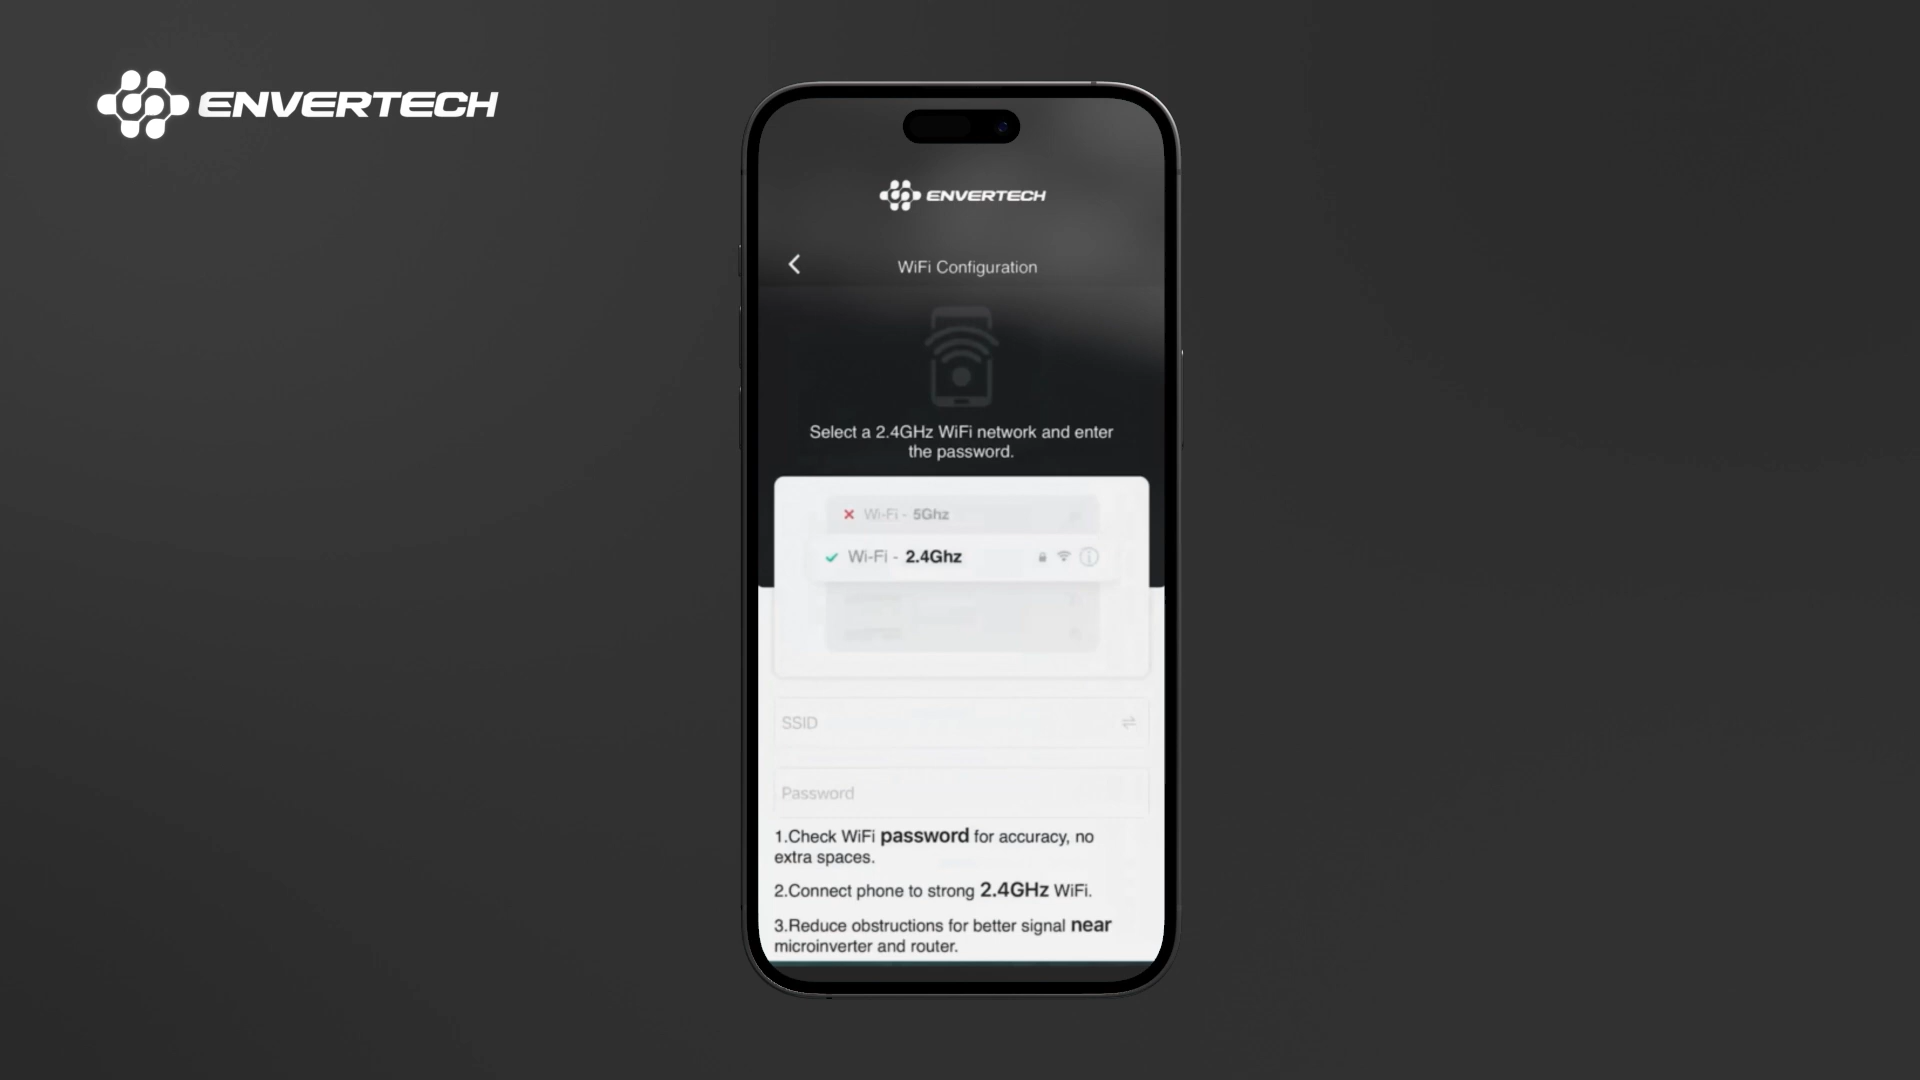 ENVERTECH
ENVERTECH
WiFi Configuration
Select a 2.4GHz WiFi network and enter
the password.
Wi-Fi - 5Ghz
Wi-Fi - 2.4Ghz
SSID
Password
1.Check WiFi password for accuracy, no
extra spaces.
2.Connect phone to strong 2.4GHz WiFi.
3.Reduce obstructions for better signal near
microinverter and router.